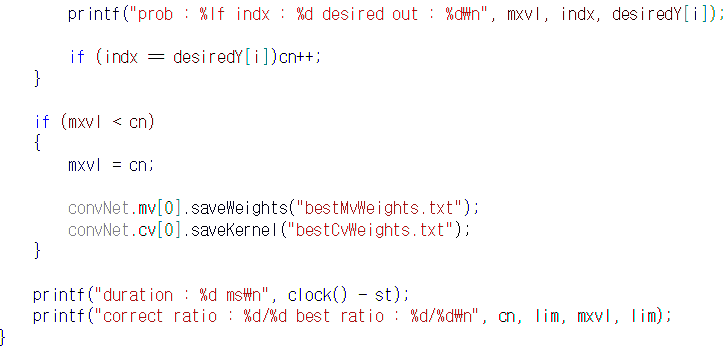 printf("prob : %lf indx : %d desired out : %d₩n", mxvl, indx, desiredY[i]);
if (indx == desiredY[i])cn++;
}
if (mxvl < cn)
{
mxvl = cn;
convNet.mv[0].saveWeights("bestMvWeights.txt");
convNet.cv[0].saveKernel("bestCvWeights.txt");
}
printf("duration : %d ms₩n", clock() - st);
printf("correct ratio : %d/%d best ratio : %d/%d₩n", cn, lim, mxvl, lim);
}